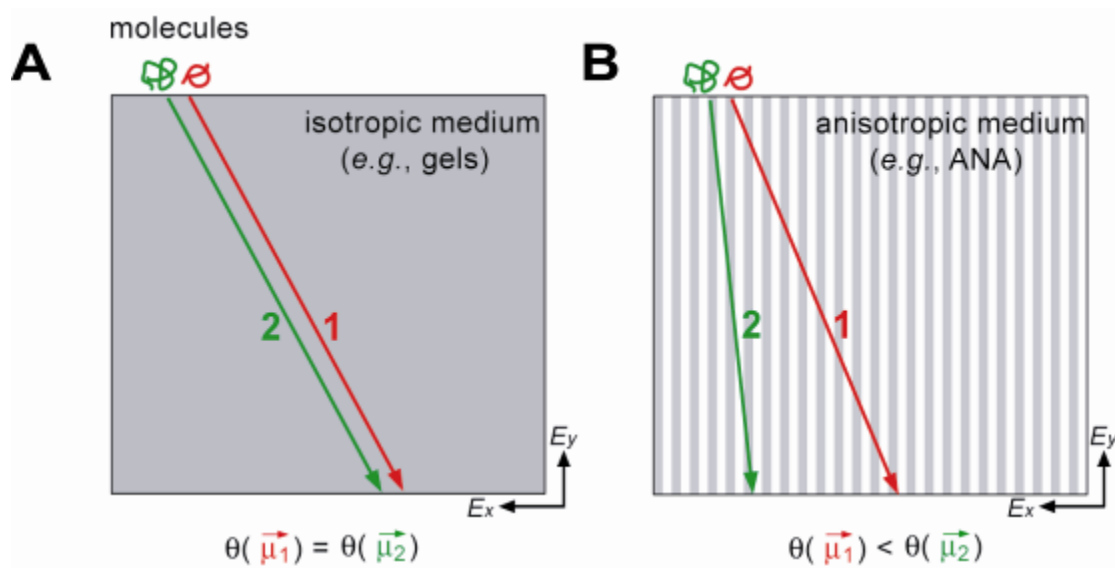 molecules
A
isotropic medium
(e.g., gels)
2
1
Ey
Ex
θ( μ1 ) = θ( μ2 )
B
anisotropic medium
(e.g., ANA)
2
1
Ey
Ex
θ( μ1 ) < θ( μ2 )